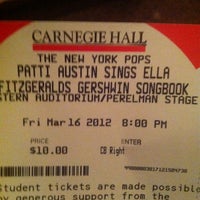 CARNEGIE HALL
THE NEW YORK POPS
PATTI AUSTIN SINGS ELLA
FITZGERALDS GERSHWIN SONGBOOK
STERN AUDITORIUM/PERELMAN STAGE
Fri Mar 16 2012 8:00 PM
PRICE
ENTER
$10.00
CB Right
Student tickets are made possible
by generous support from the